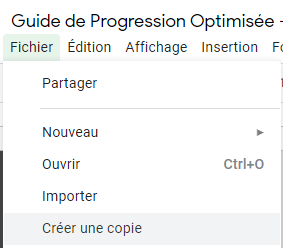 Guide de Progression Optimisée -
Fichier Édition Affichage Insertion
Partager
Nouveau ►
Ouvrir Ctrl+O
Importer
Créer une copie